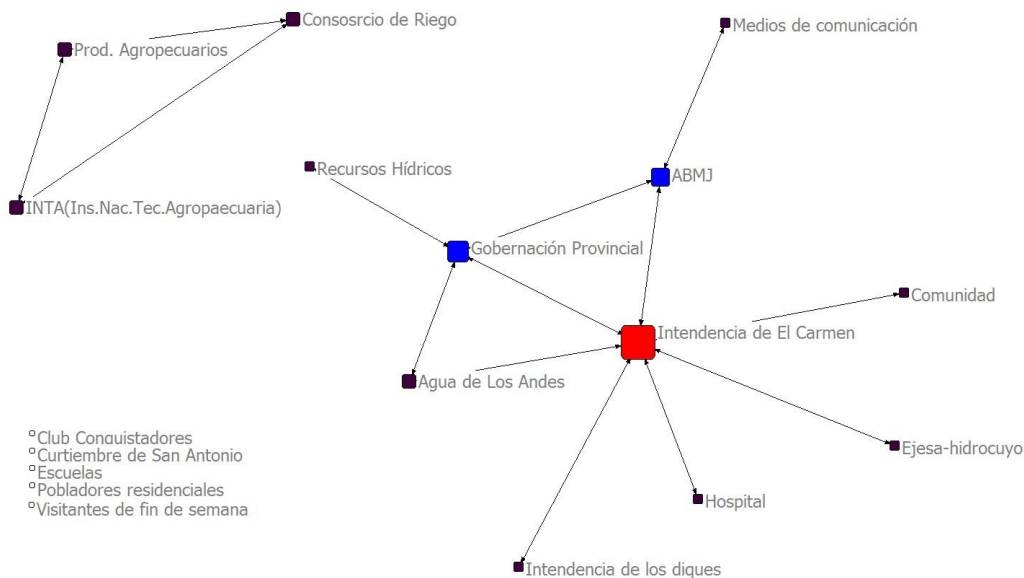 Consosrcio de Riego
Medios de comunicación
Prod. Agropecuarios
Recursos Hídricos
ABMJ
INTA(Ins.Nac.Tec.Agropaecuaria)
Gobernación Provincial
Comunidad
Intendencia de El Carmen
Agua de Los Andes
Club Conquistadores
Ejesa-hidrocuyo
Curtiembre de San Antonio
Escuelas
Pobladores residenciales
Hospital
Visitantes de fin de semana
Intendencia de los diques